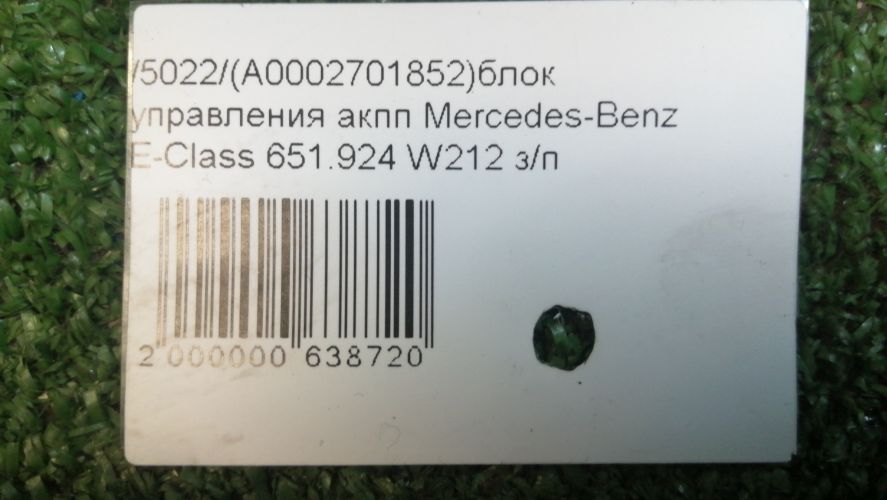 /5022/(A0002701852)блок
управления акпп Mercedes-Benz
E-Class 651.924 W212 з/п
2 000000 638720